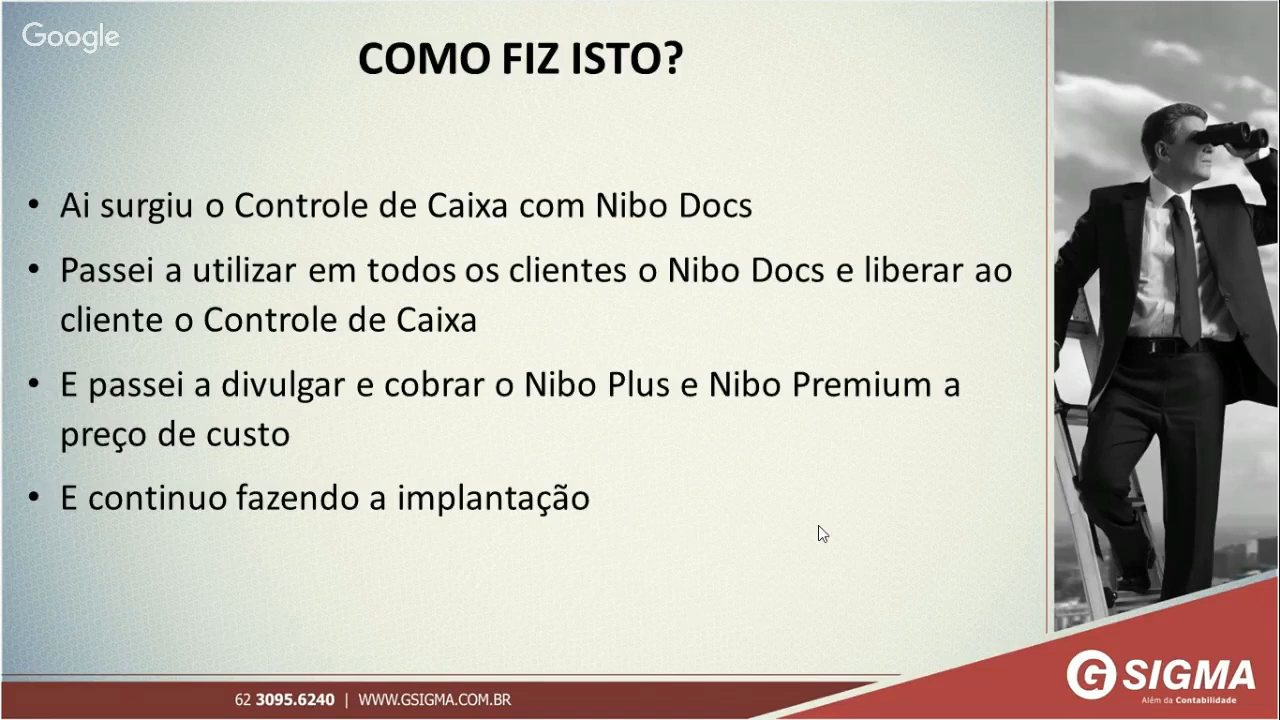 Google
COMO FIZ ISTO?
• Ai surgiu o Controle de Caixa com Nibo Docs
• Passei a utilizar em todos os clientes o Nibo Docs e liberar ao
cliente o Controle de Caixa
• E passei a divulgar e cobrar o Nibo Plus e Nibo Premium a
preço de custo
• E continuo fazendo a implantação
62 3095.6240 | WWW.GSIGMA.COM.BR
G SIGMA
Além da Contabilidade